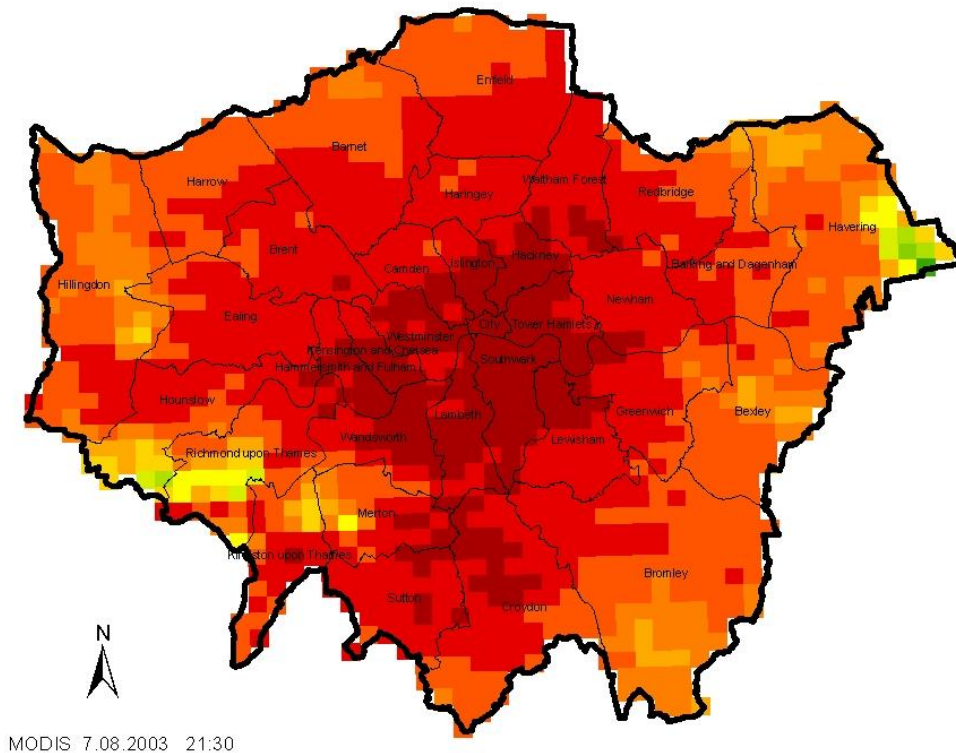 Enfield
Barnet
Harrow
Haringey
Waltham Forest
Redbridge
Havering
Brent
Camden
Islington
Hackney
Barking and Dagenham
Hillingdon
Ealing
Newham
Westminster
City
Tower Hamlets
Kensington and Chelsea
Southwark
Hammersmith and Fulham
Hounslow
Lambeth
Greenwich
Bexley
Wandsworth
Lewisham
Richmond upon Thames
Merton
Kingston upon Thames
Bromley
Sutton
Croydon
N
MODIS 7.08.2003 21:30